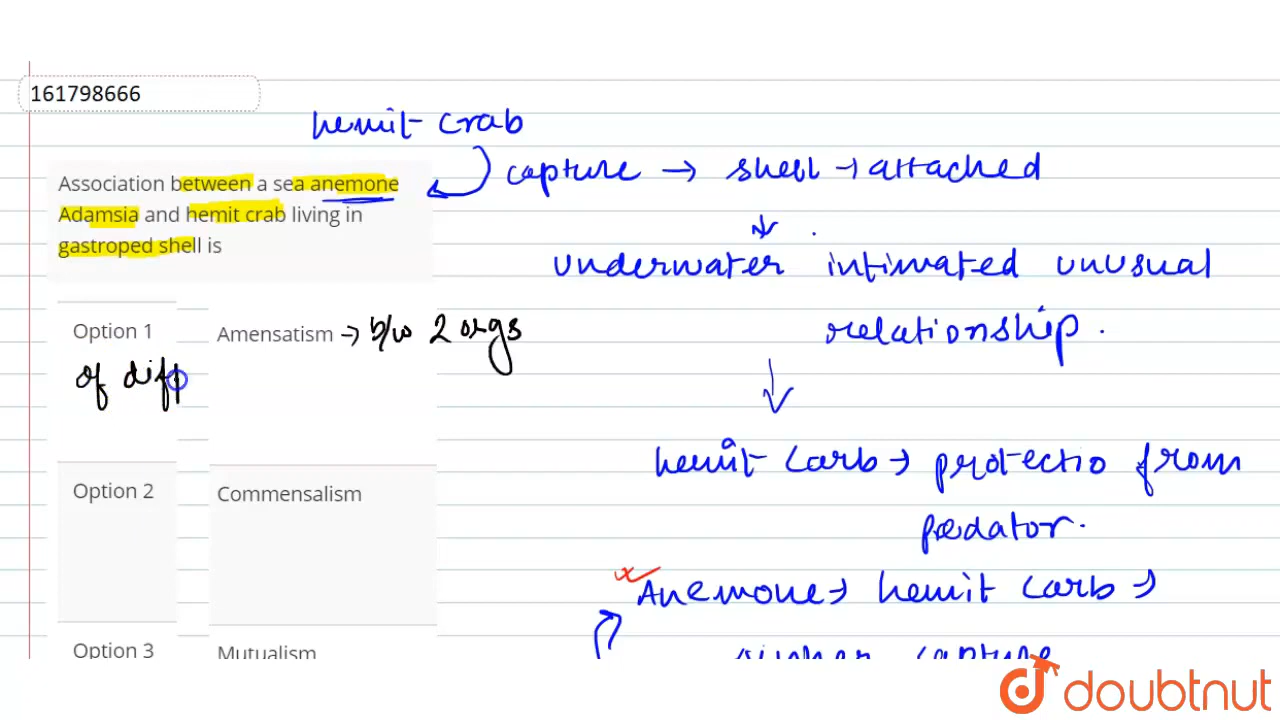 161798666
hemit crab
capture → shell → attached
Association between a sea anemone
Adamsia and hemit crab living in
gastroped shell is
underwater intimated unusual
relationship.
Option 1
Amensatism → b/w 2 orgs
of diff
hemit Carb → protectio from
predator.
Option 2
Commensalism
Anemone → hemit carb →
capture
Option 3
Mutualism
doubtnut